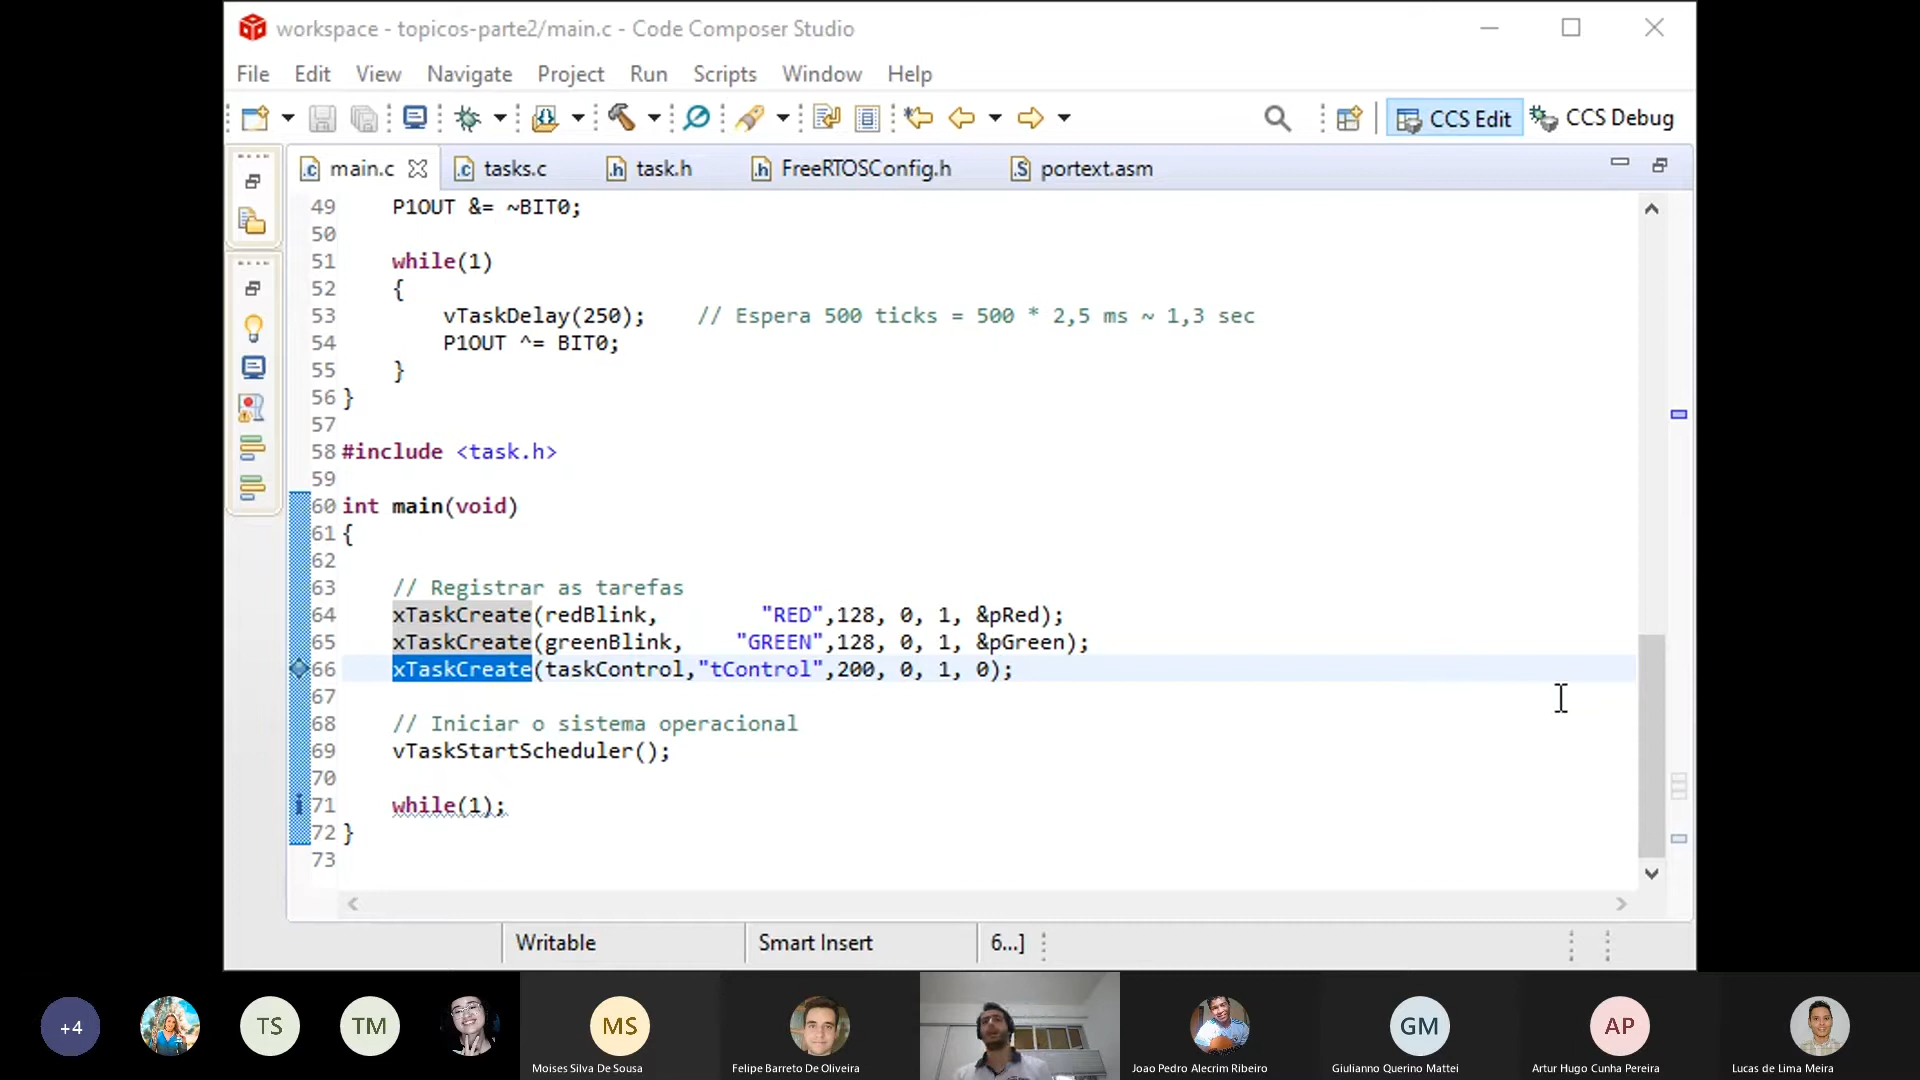 workspace - topicos-parte2/main.c - Code Composer Studio
File Edit View Navigate Project Run Scripts Window Help
CCS Edit CCS Debug
main.c tasks.c task.h FreeRTOSConfig.h portext.asm
49 P1OUT &= ~BIT0;
50
51 while(1)
52 {
53 vTaskDelay(250); // Espera 500 ticks = 500 * 2,5 ms ~ 1,3 sec
54 P1OUT ^= BIT0;
55 }
56 }
57
58 #include <task.h>
59
60 int main(void)
61 {
62
63 // Registrar as tarefas
64 xTaskCreate(redBlink, "RED",128, 0, 1, &pRed);
65 xTaskCreate(greenBlink, "GREEN",128, 0, 1, &pGreen);
66 xTaskCreate(taskControl,"tControl",200, 0, 1, 0);
67
68 // Iniciar o sistema operacional
69 vTaskStartScheduler();
70
71 while(1);
72 }
73
Writable Smart Insert 6...]
+4 TS TM MS GM AP
Moises Silva De Sousa Felipe Barreto De Oliveira Joao Pedro Alecrim Ribeiro Giulianno Querino Mattei Artur Hugo Cunha Pereira Lucas de Lima Meira